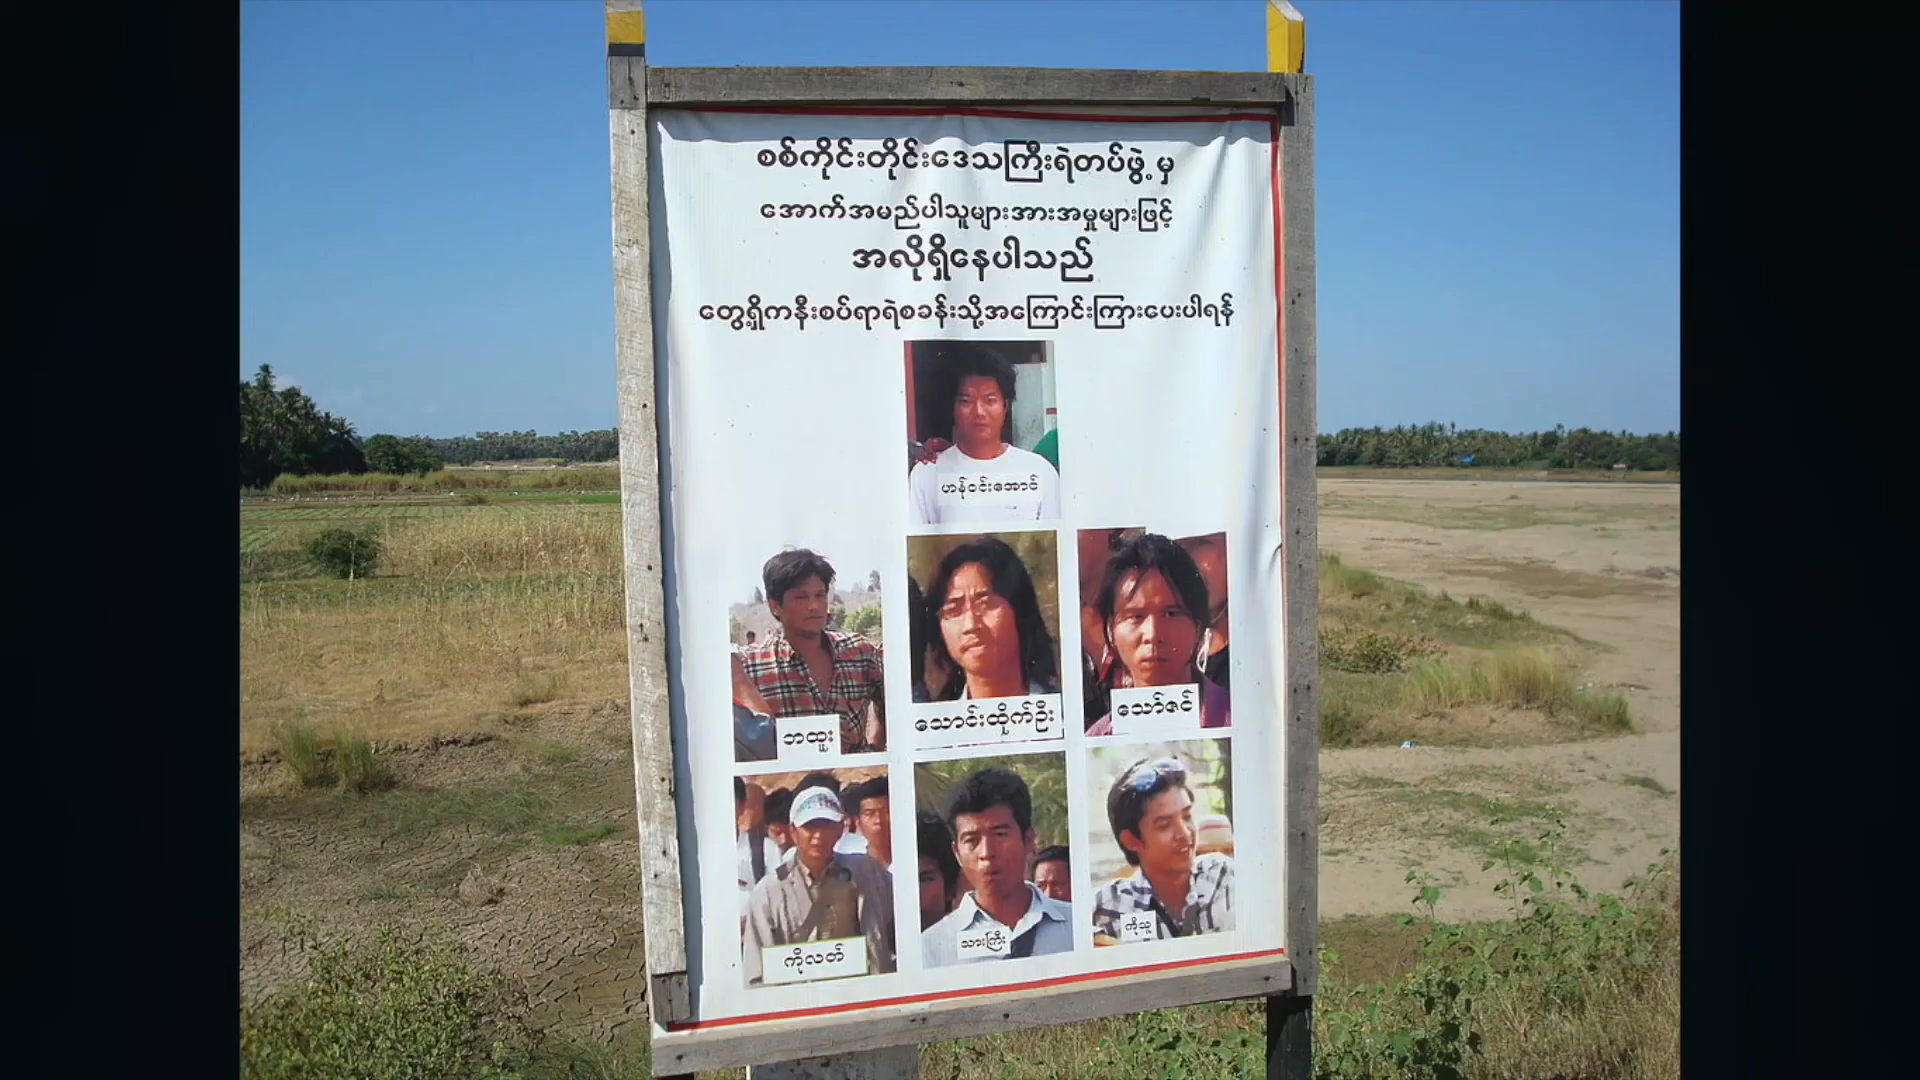 စစ်ကိုင်းတိုင်းဒေသကြီးရဲတပ်ဖွဲ့မှ
အောက်အမည်ပါသူများအားအမှုများဖြင့်
အလိုရှိနေပါသည်
တွေ့ရှိကနီးစပ်ရာရဲစခန်းသို့အကြောင်းကြားပေးပါရန်
ဟန်ဝင်းအောင်
ဘထူး
သောင်းထိုက်ဦး
သော်ဇင်
ကိုလတ်
သားကြီး
ကိုသူ